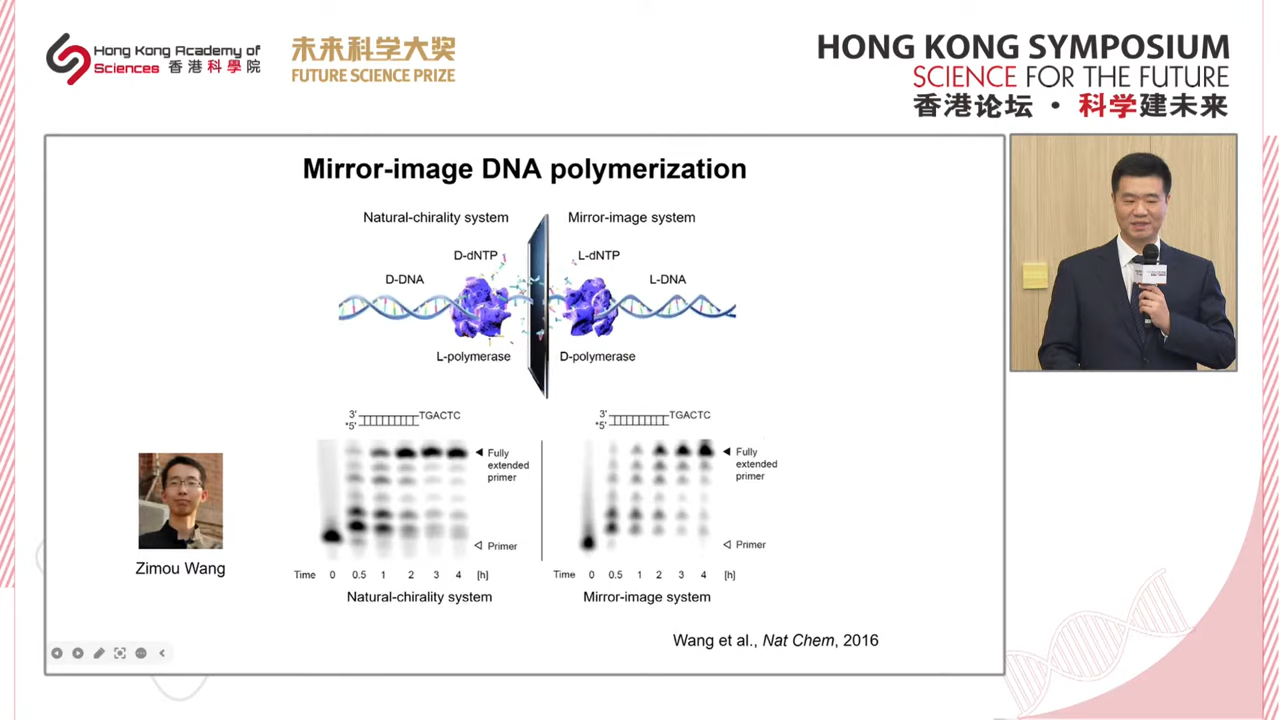 Hong Kong Academy of
Sciences 香港科學院
未来科学大奖
FUTURE SCIENCE PRIZE
HONG KONG SYMPOSIUM
SCIENCE FOR THE FUTURE
香港论坛 · 科学建未来
Mirror-image DNA polymerization
Natural-chirality system
Mirror-image system
D-dNTP
L-dNTP
D-DNA
L-DNA
L-polymerase
D-polymerase
3' TGACTC
*5'
3' TGACTC
*5'
Fully
extended
primer
Primer
Fully
extended
primer
Primer
Time 0 0.5 1 2 3 4 [h]
Time 0 0.5 1 2 3 4 [h]
Natural-chirality system
Mirror-image system
Zimou Wang
Wang et al., Nat Chem, 2016